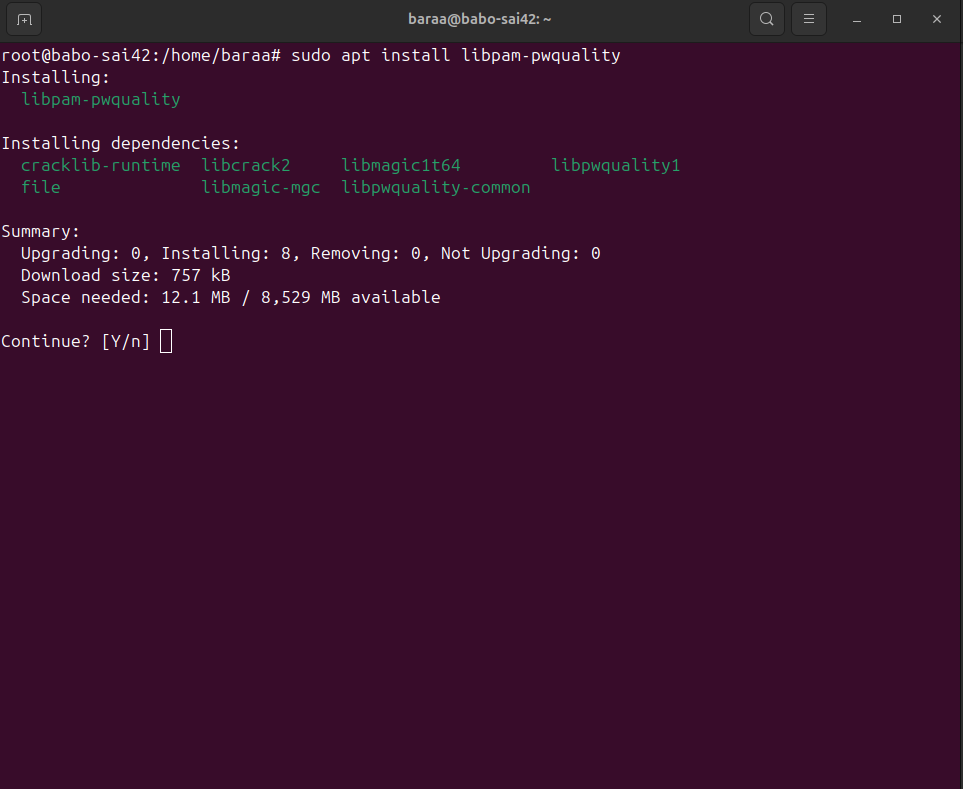 baraa@babo-sai42: ~
root@babo-sai42:/home/baraa# sudo apt install libpam-pwquality
Installing:
  libpam-pwquality

Installing dependencies:
  cracklib-runtime  libcrack2     libmagic1t64         libpwquality1
  file              libmagic-mgc  libpwquality-common

Summary:
  Upgrading: 0, Installing: 8, Removing: 0, Not Upgrading: 0
  Download size: 757 kB
  Space needed: 12.1 MB / 8,529 MB available

Continue? [Y/n]